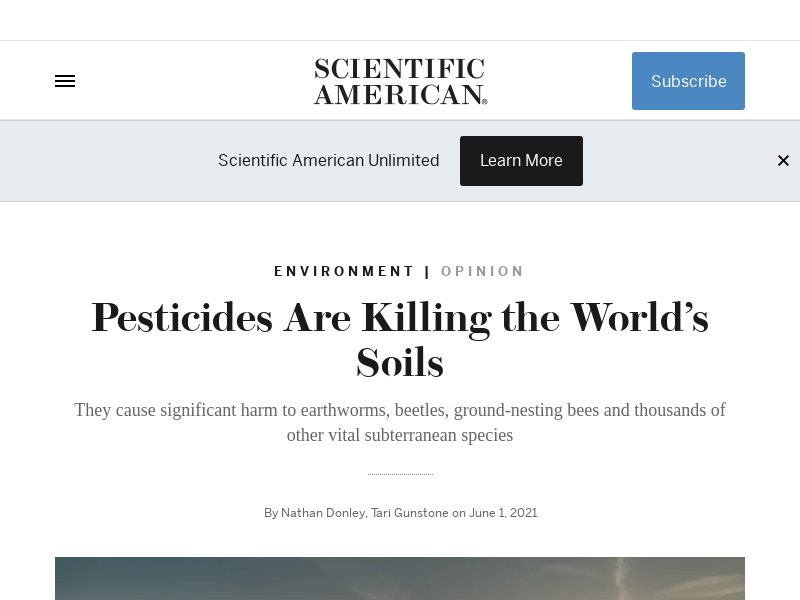 SCIENTIFIC
AMERICAN®
Subscribe
Scientific American Unlimited
Learn More
ENVIRONMENT | OPINION
Pesticides Are Killing the World’s
Soils
They cause significant harm to earthworms, beetles, ground-nesting bees and thousands of
other vital subterranean species
By Nathan Donley, Tari Gunstone on June 1, 2021